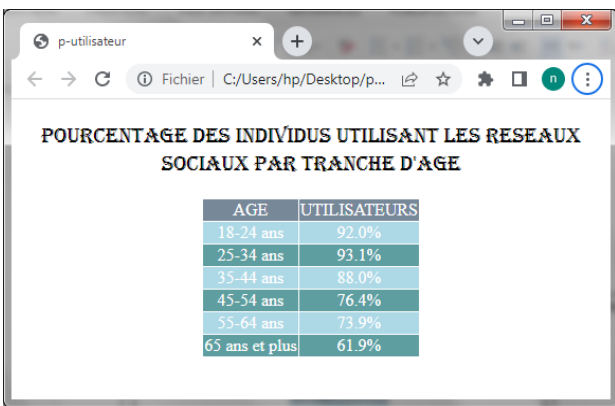 p-utilisateur
Fichier C:/Users/hp/Desktop/p... n
POURCENTAGE DES INDIVIDUS UTILISANT LES RESEAUX
SOCIAUX PAR TRANCHE D'AGE
AGE UTILISATEURS
18-24 ans 92.0%
25-34 ans 93.1%
35-44 ans 88.0%
45-54 ans 76.4%
55-64 ans 73.9%
65 ans et plus 61.9%